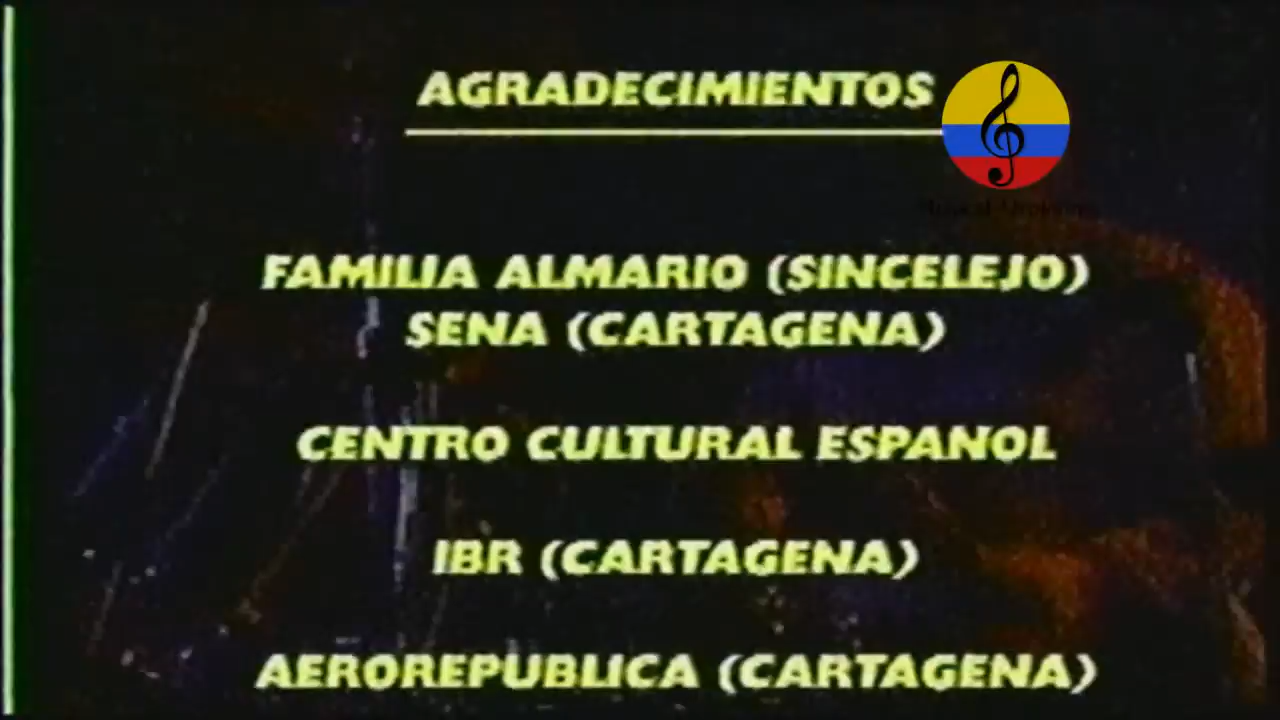 AGRADECIMIENTOS
FAMILIA ALMARIO (SINCELEJO)
SENA (CARTAGENA)
CENTRO CULTURAL ESPANOL
IBR (CARTAGENA)
AEROREPUBLICA (CARTAGENA)